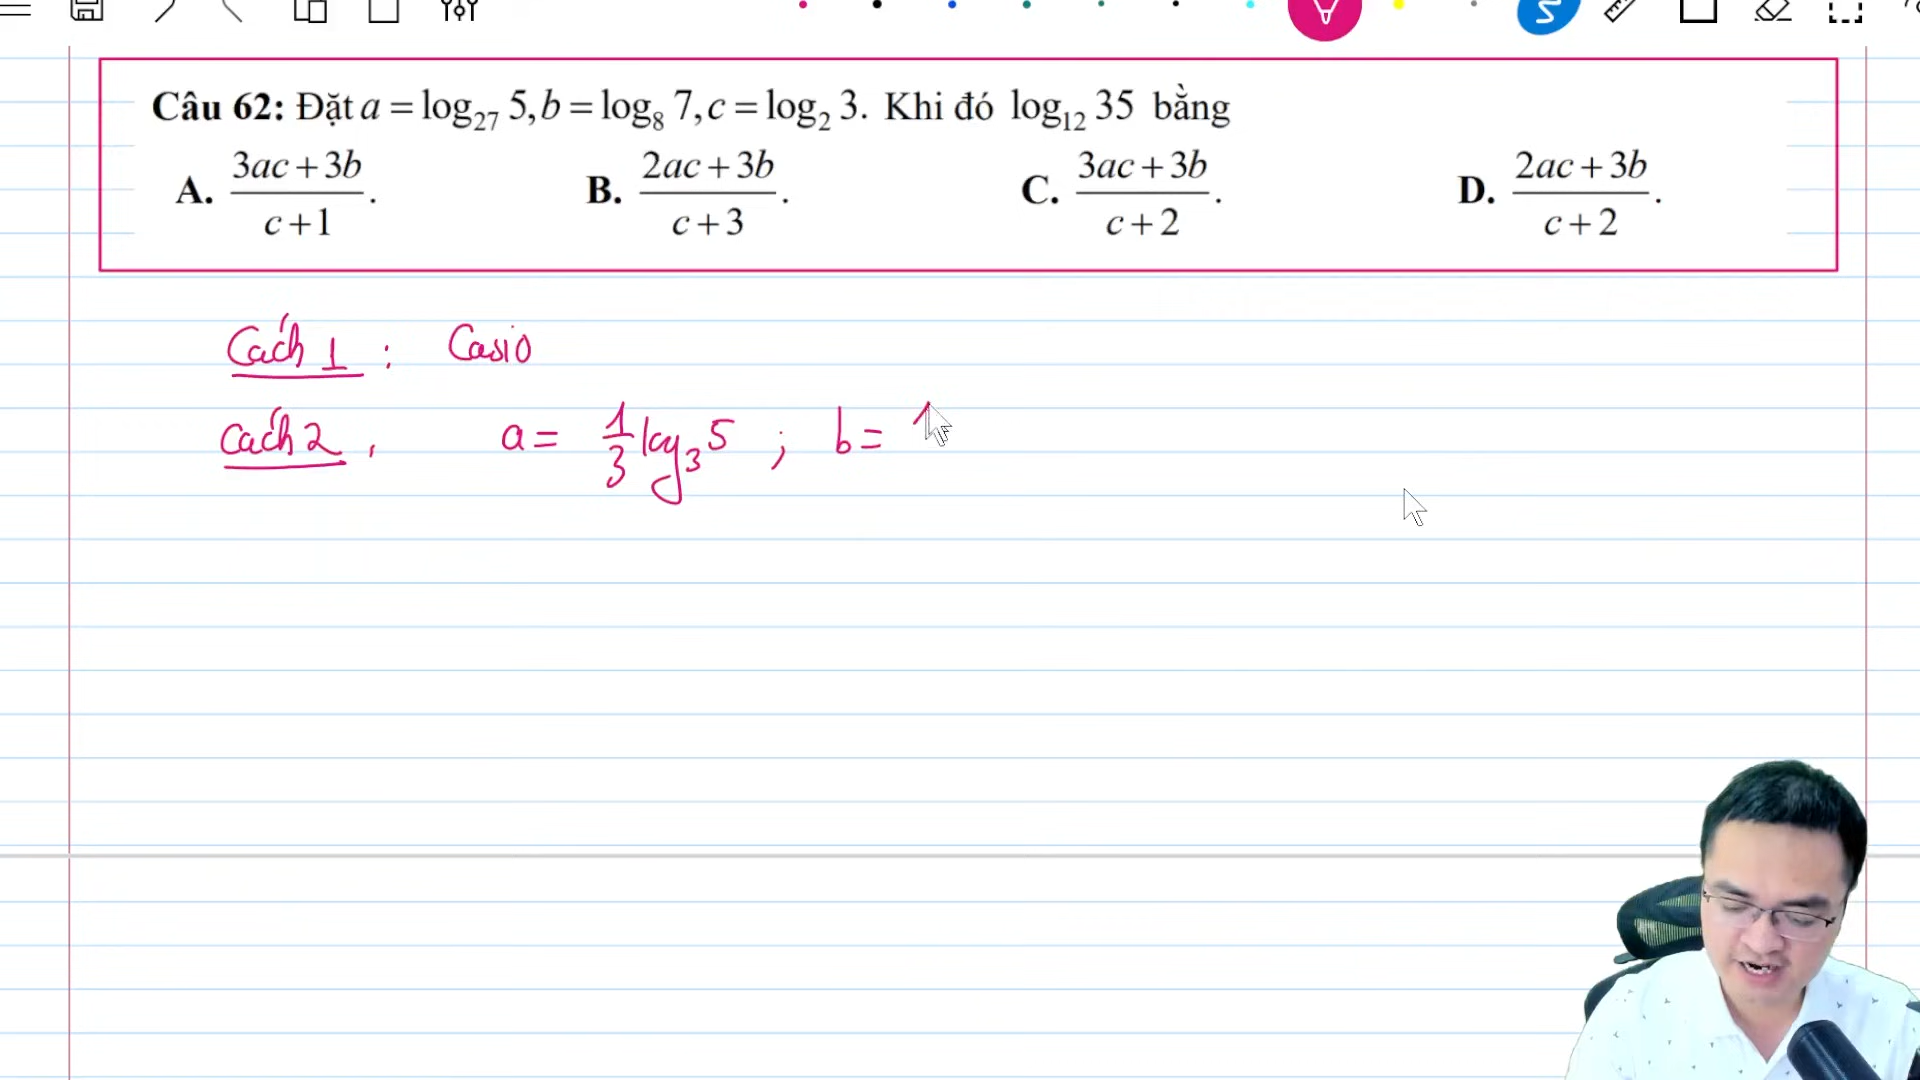 Câu 62: Đặt a = log₂₇ 5, b = log₈ 7, c = log₂ 3. Khi đó log₁₂ 35 bằng
A. (3ac + 3b)/(c + 1). B. (2ac + 3b)/(c + 3). C. (3ac + 3b)/(c + 2). D. (2ac + 3b)/(c + 2).
Cách 1 : Casio
Cách 2 , a = 1/3 log₃ 5 ; b = 1